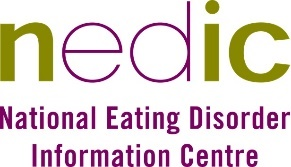 nedic
National Eating Disorder
Information Centre